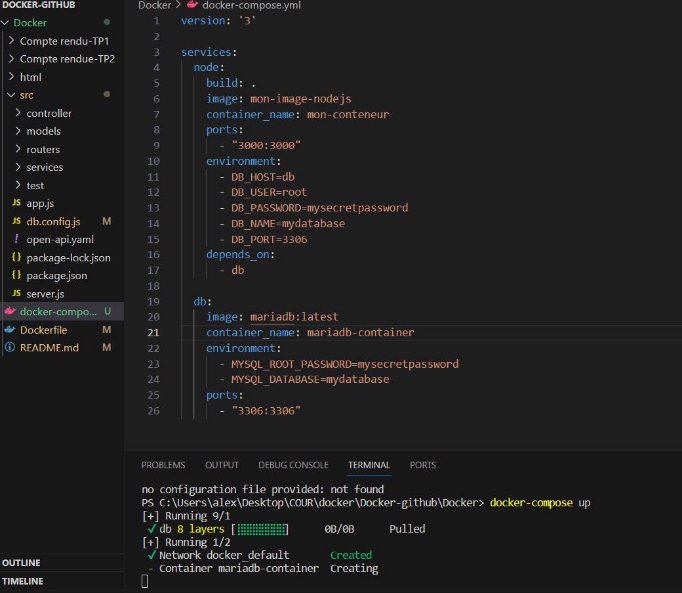 DOCKER-GITHUB
Docker
Compte rendu-TP1
Compte rendue-TP2
html
src
controller
models
routers
services
test
JS app.js
JS db.config.js M
! open-api.yaml
{} package-lock.json
{} package.json
JS server.js
docker-compo... U
Dockerfile M
README.md M
OUTLINE
TIMELINE
Docker > docker-compose.yml
1 version: '3'
2
3 services:
4 node:
5 build: .
6 image: mon-image-nodejs
7 container_name: mon-conteneur
8 ports:
9 - "3000:3000"
10 environment:
11 - DB_HOST=db
12 - DB_USER=root
13 - DB_PASSWORD=mysecretpassword
14 - DB_NAME=mydatabase
15 - DB_PORT=3306
16 depends_on:
17 - db
18
19 db:
20 image: mariadb:latest
21 container_name: mariadb-container
22 environment:
23 - MYSQL_ROOT_PASSWORD=mysecretpassword
24 - MYSQL_DATABASE=mydatabase
25 ports:
26 - "3306:3306"
PROBLEMS OUTPUT DEBUG CONSOLE TERMINAL PORTS
no configuration file provided: not found
PS C:\Users\alex\Desktop\COUR\docker\Docker-github\Docker> docker-compose up
[+] Running 9/1
✓ db 8 layers [⣿⣿⣿⣿⣿⣿⣿⣿] 0B/0B Pulled
[+] Running 1/2
✓ Network docker_default Created
- Container mariadb-container Creating